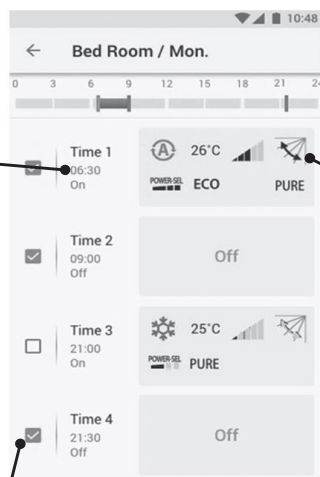 10:48
Bed Room / Mon.
0 3 6 9 12 15 18 21 24
Time 1
06:30
On
A 26°C
POWER-SEL ECO PURE
Time 2
09:00
Off
Off
Time 3
21:00
On
25°C
POWER-SEL PURE
Time 4
21:30
Off
Off